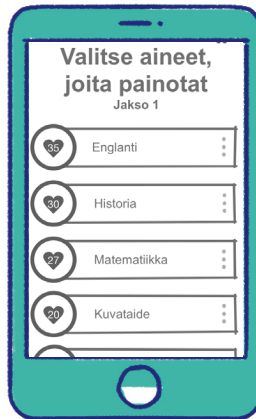 Valitse aineet,
joita painotat
Jakso 1
35 Englanti
30 Historia
27 Matematiikka
20 Kuvataide